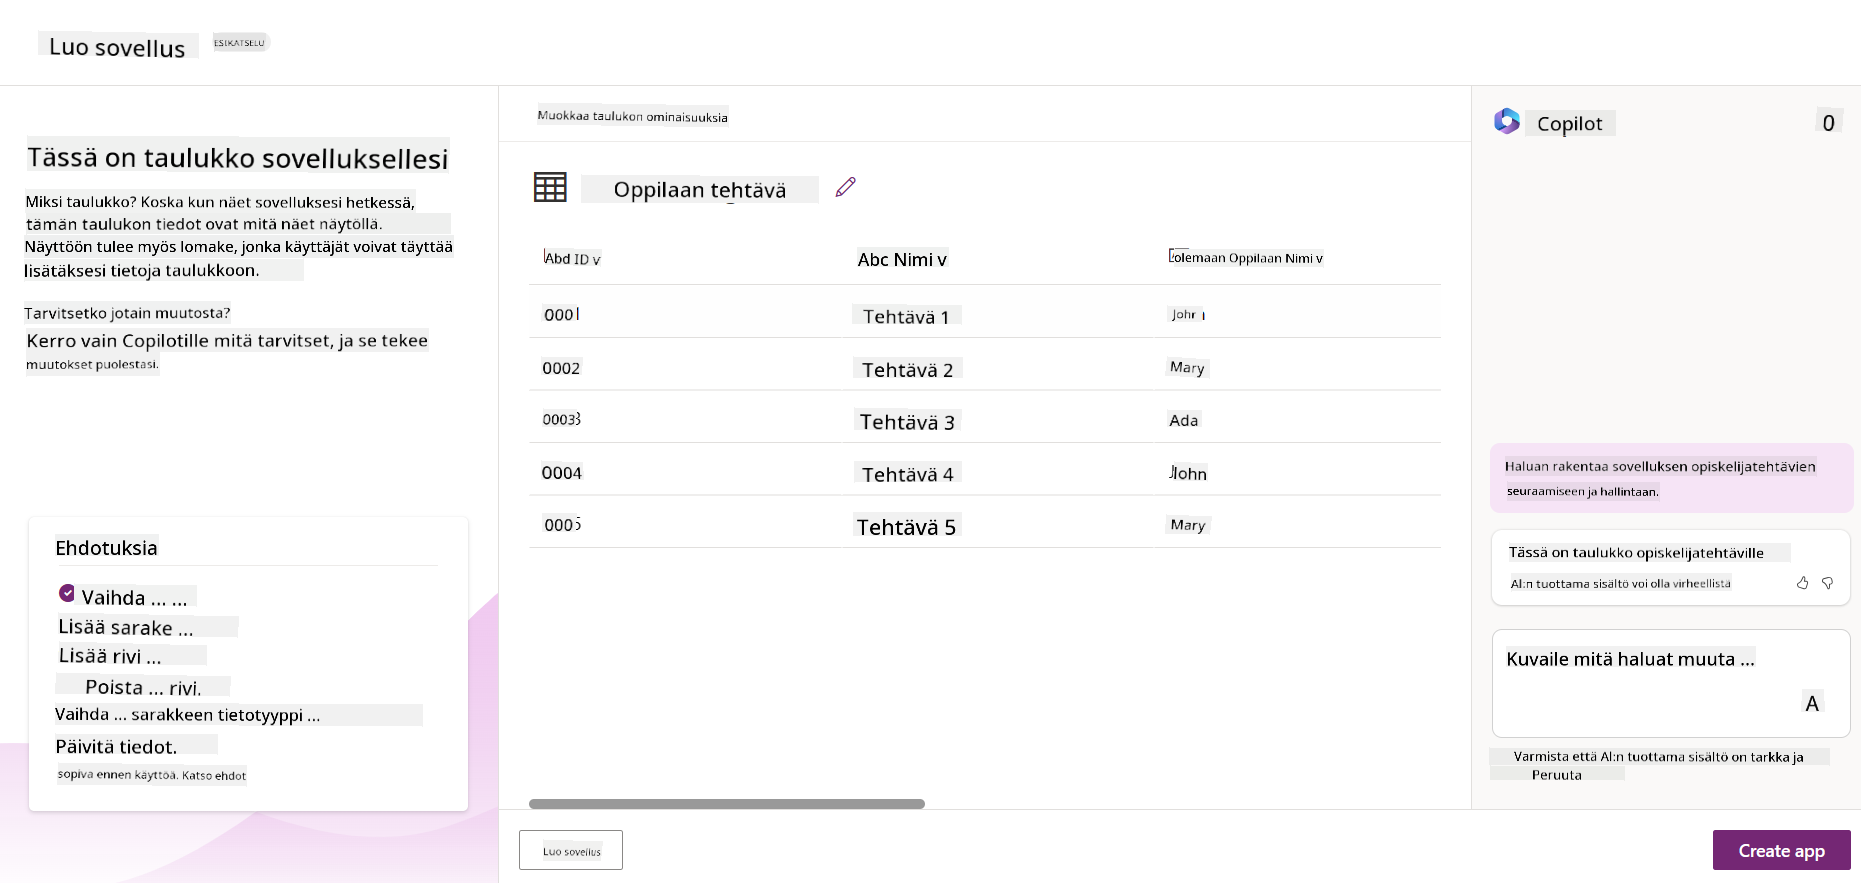 Luo sovellus
ESIKATSELU
Tässä on taulukko sovelluksellesi
Miksi taulukko? Koska kun näet sovelluksesi hetkessä,
tämän taulukon tiedot ovat mitä näet näytöllä.
Näyttöön tulee myös lomake, jonka käyttäjät voivat täyttää
lisätäksesi tietoja taulukkoon.
Tarvitsetko jotain muutosta?
Kerro vain Copilotille mitä tarvitset, ja se tekee
muutokset puolestasi.
Ehdotuksia
Vaihda ... ...
Lisää sarake ...
Lisää rivi ...
Poista ... rivi.
Vaihda ... sarakkeen tietotyyppi ...
Päivitä tiedot.
sopiva ennen käyttöä. Katso ehdot
Muokkaa taulukon ominaisuuksia
Oppilaan tehtävä
Abd ID v
Abc Nimi v
olemaan Oppilaan Nimi v
0001
Tehtävä 1
John
0002
Tehtävä 2
Mary
0003
Tehtävä 3
Ada
0004
Tehtävä 4
John
0005
Tehtävä 5
Mary
Luo sovellus
Copilot
0
Haluan rakentaa sovelluksen opiskelijatehtävien
seuraamiseen ja hallintaan.
Tässä on taulukko opiskelijatehtäville
AI:n tuottama sisältö voi olla virheellistä
Kuvaile mitä haluat muuta ...
A
Varmista että AI:n tuottama sisältö on tarkka ja
Peruuta
Create app